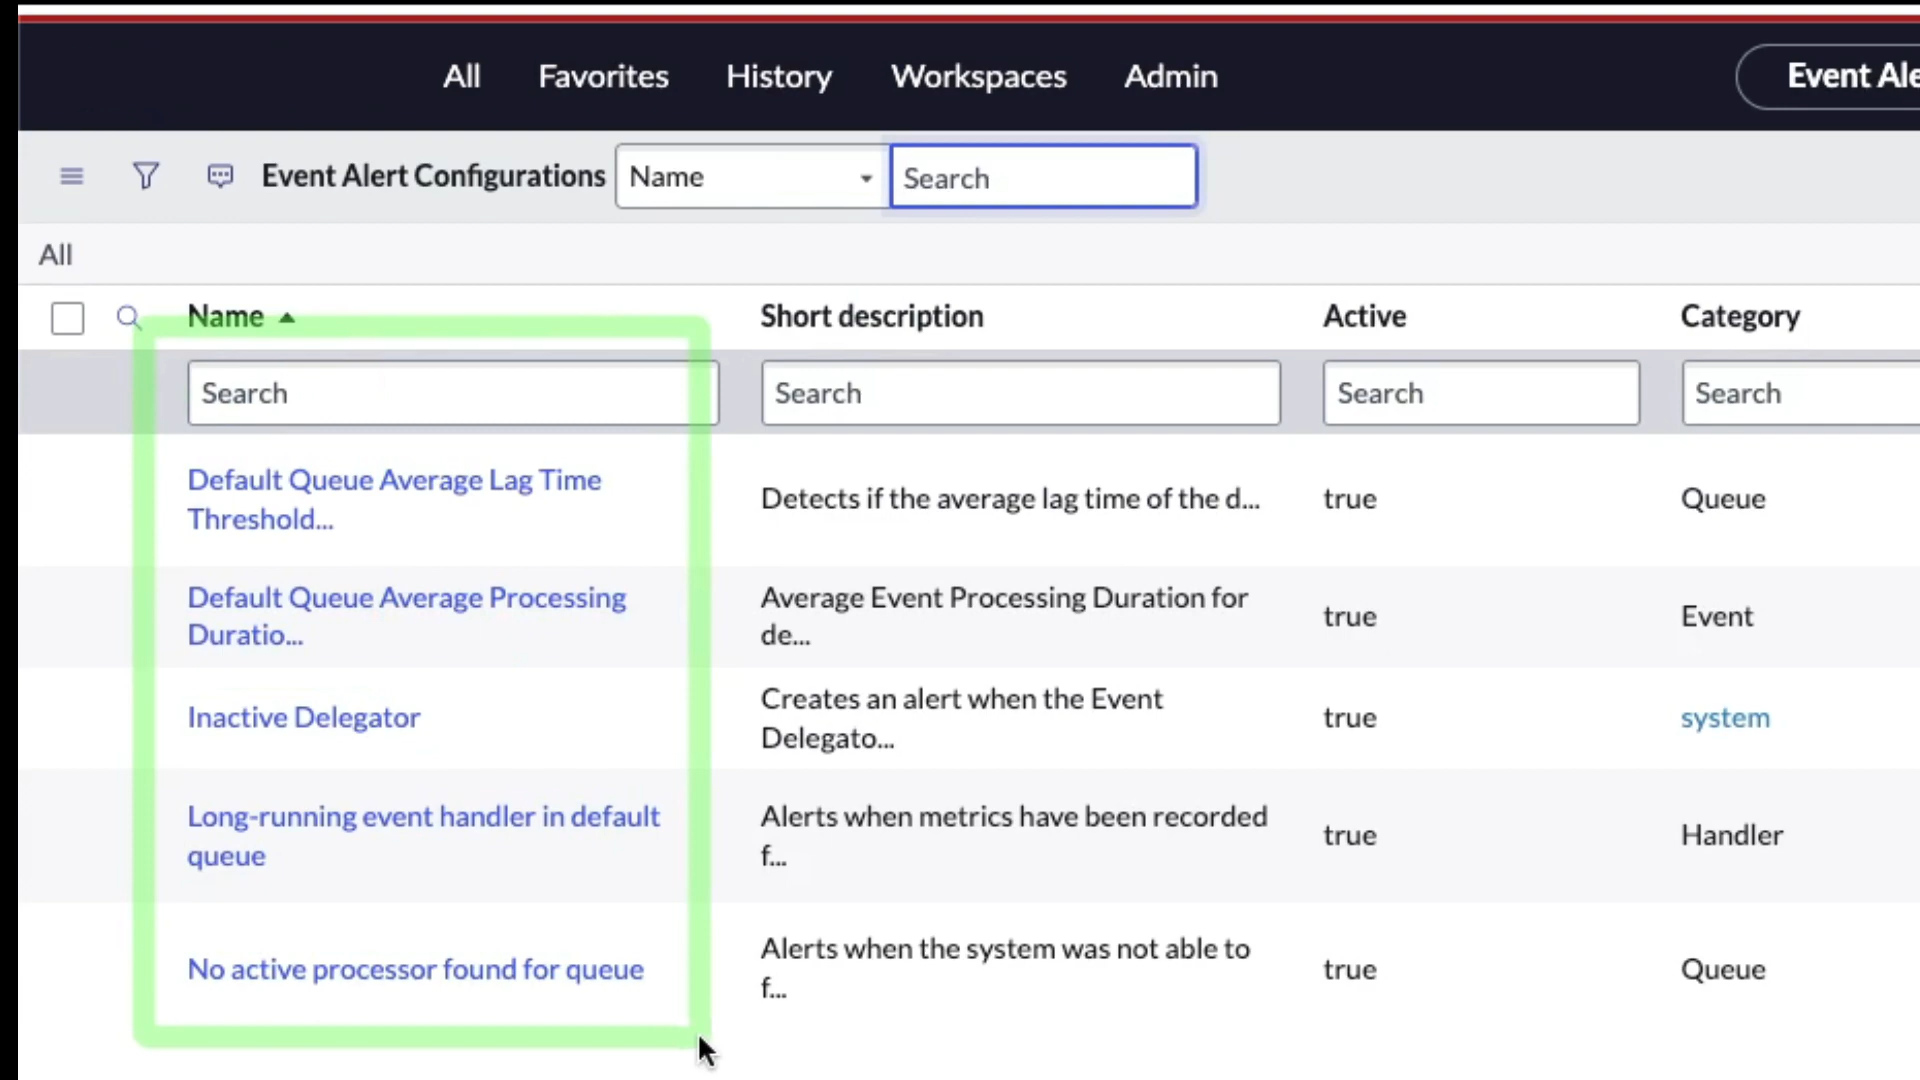 All Favorites History Workspaces Admin Event Ale
Event Alert Configurations Name Search
All
Name Short description Active Category
Search Search Search Search
Default Queue Average Lag Time
Threshold...
Detects if the average lag time of the d...
true
Queue
Default Queue Average Processing
Duratio...
Average Event Processing Duration for
de...
true
Event
Inactive Delegator
Creates an alert when the Event
Delegato...
true
system
Long-running event handler in default
queue
Alerts when metrics have been recorded
f...
true
Handler
No active processor found for queue
Alerts when the system was not able to
f...
true
Queue